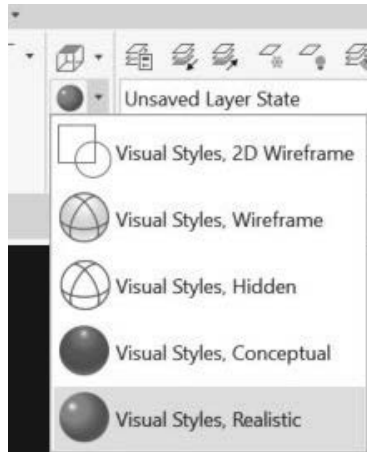 Unsaved Layer State
Visual Styles, 2D Wireframe
Visual Styles, Wireframe
Visual Styles, Hidden
Visual Styles, Conceptual
Visual Styles, Realistic